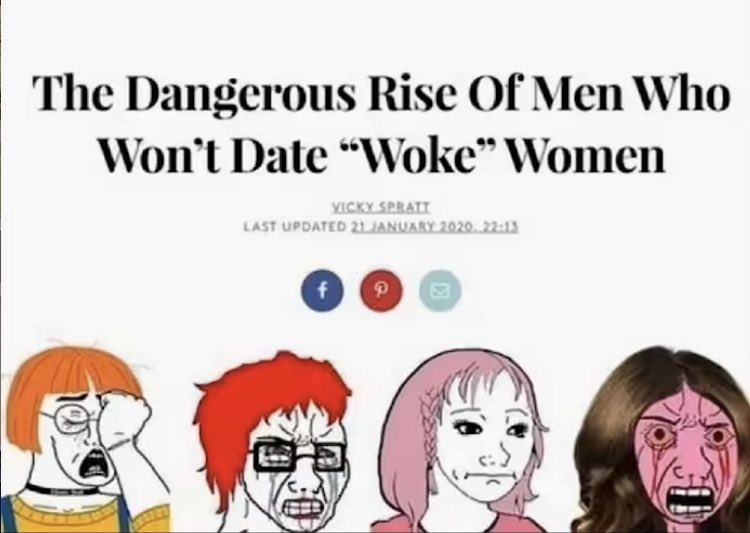 The Dangerous Rise Of Men Who
Won't Date “Woke” Women
VICKY SPRATT
LAST UPDATED 21 JANUARY 2020, 22:13
f